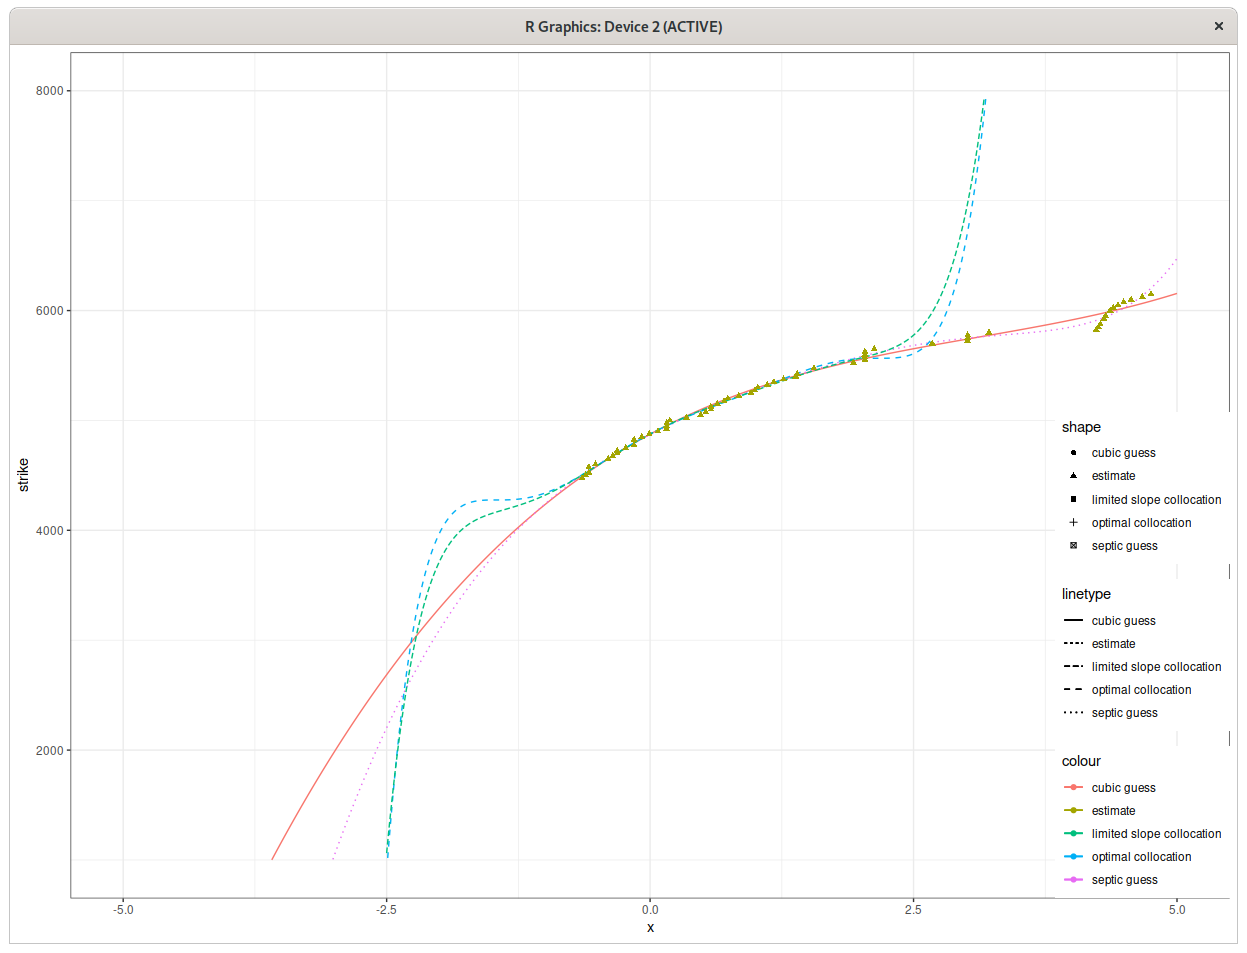 R Graphics: Device 2 (ACTIVE)
×
8000
6000
4000
2000
strike
-5.0
-2.5
0.0
2.5
5.0
x
shape
cubic guess
estimate
limited slope collocation
optimal collocation
septic guess
linetype
cubic guess
estimate
limited slope collocation
optimal collocation
septic guess
colour
cubic guess
estimate
limited slope collocation
optimal collocation
septic guess